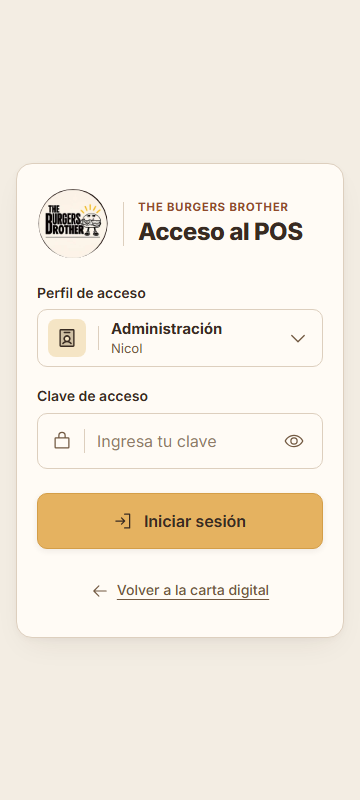 THE
BURGERS
BROTHER
THE BURGERS BROTHER
Acceso al POS
Perfil de acceso
Administración
Nicol
Clave de acceso
Ingresa tu clave
Iniciar sesión
Volver a la carta digital